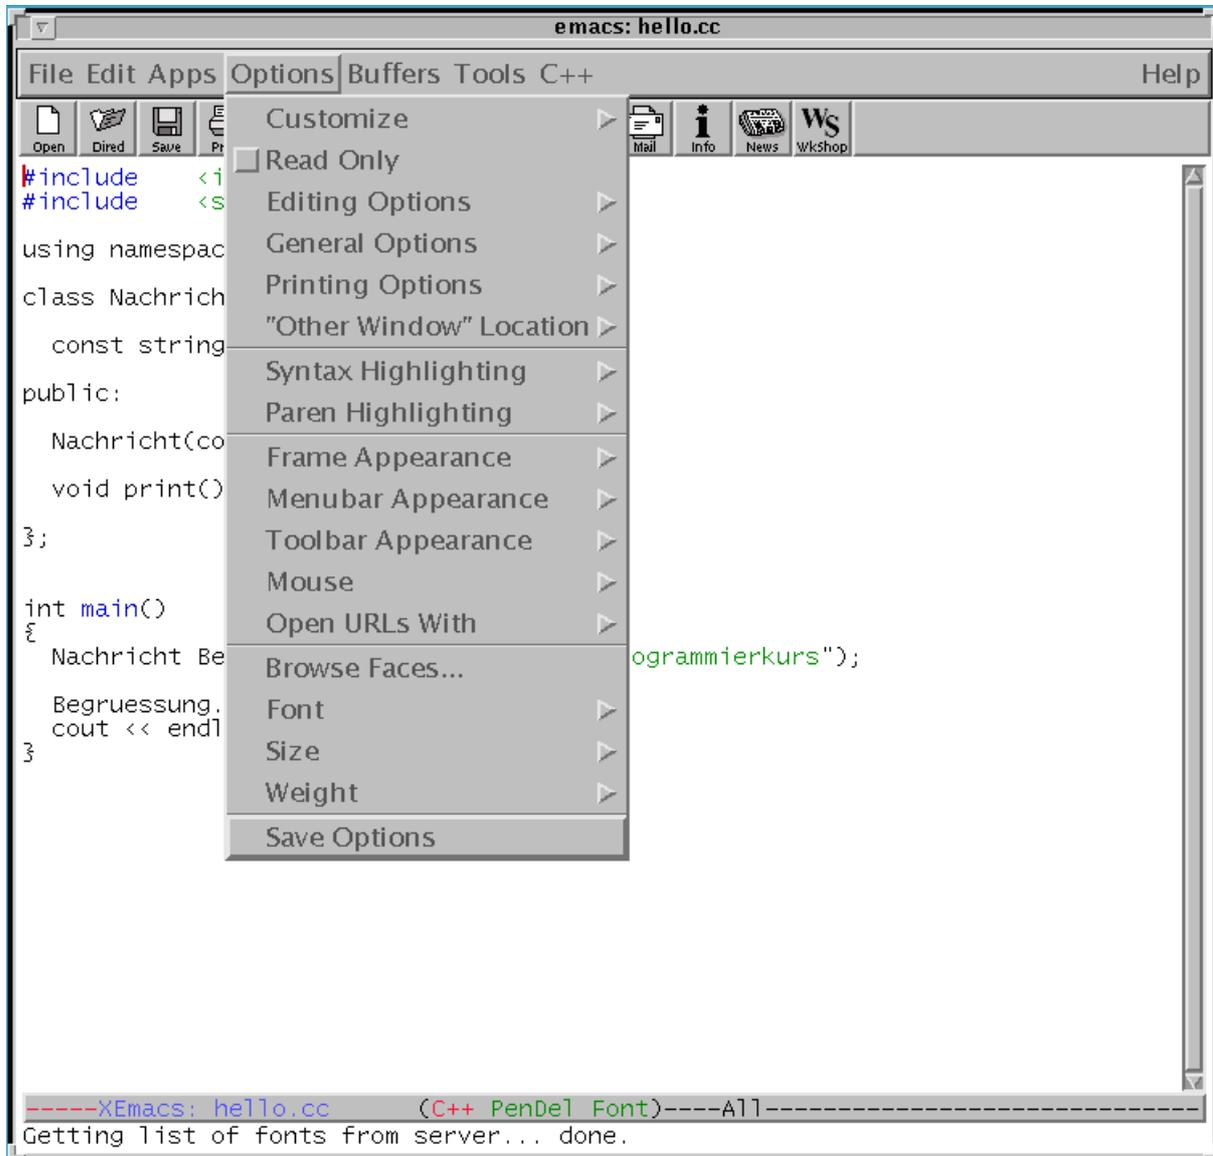 emacs: hello.cc
File Edit Apps Options Buffers Tools C++ Help
Open Dired Save Mail Info News WkShop
Customize
Read Only
Editing Options
General Options
Printing Options
"Other Window" Location
Syntax Highlighting
Paren Highlighting
Frame Appearance
Menubar Appearance
Toolbar Appearance
Mouse
Open URLs With
Browse Faces...
Font
Size
Weight
Save Options
#include <i
#include <s
using namespac
class Nachrich
const string
public:
Nachricht(co
void print()
};
int main()
{
Nachricht Be ogrammierkurs");
Begruessung.
cout << endl
}
-----XEmacs: hello.cc (C++ PenDel Font)----All------------------------------
Getting list of fonts from server... done.